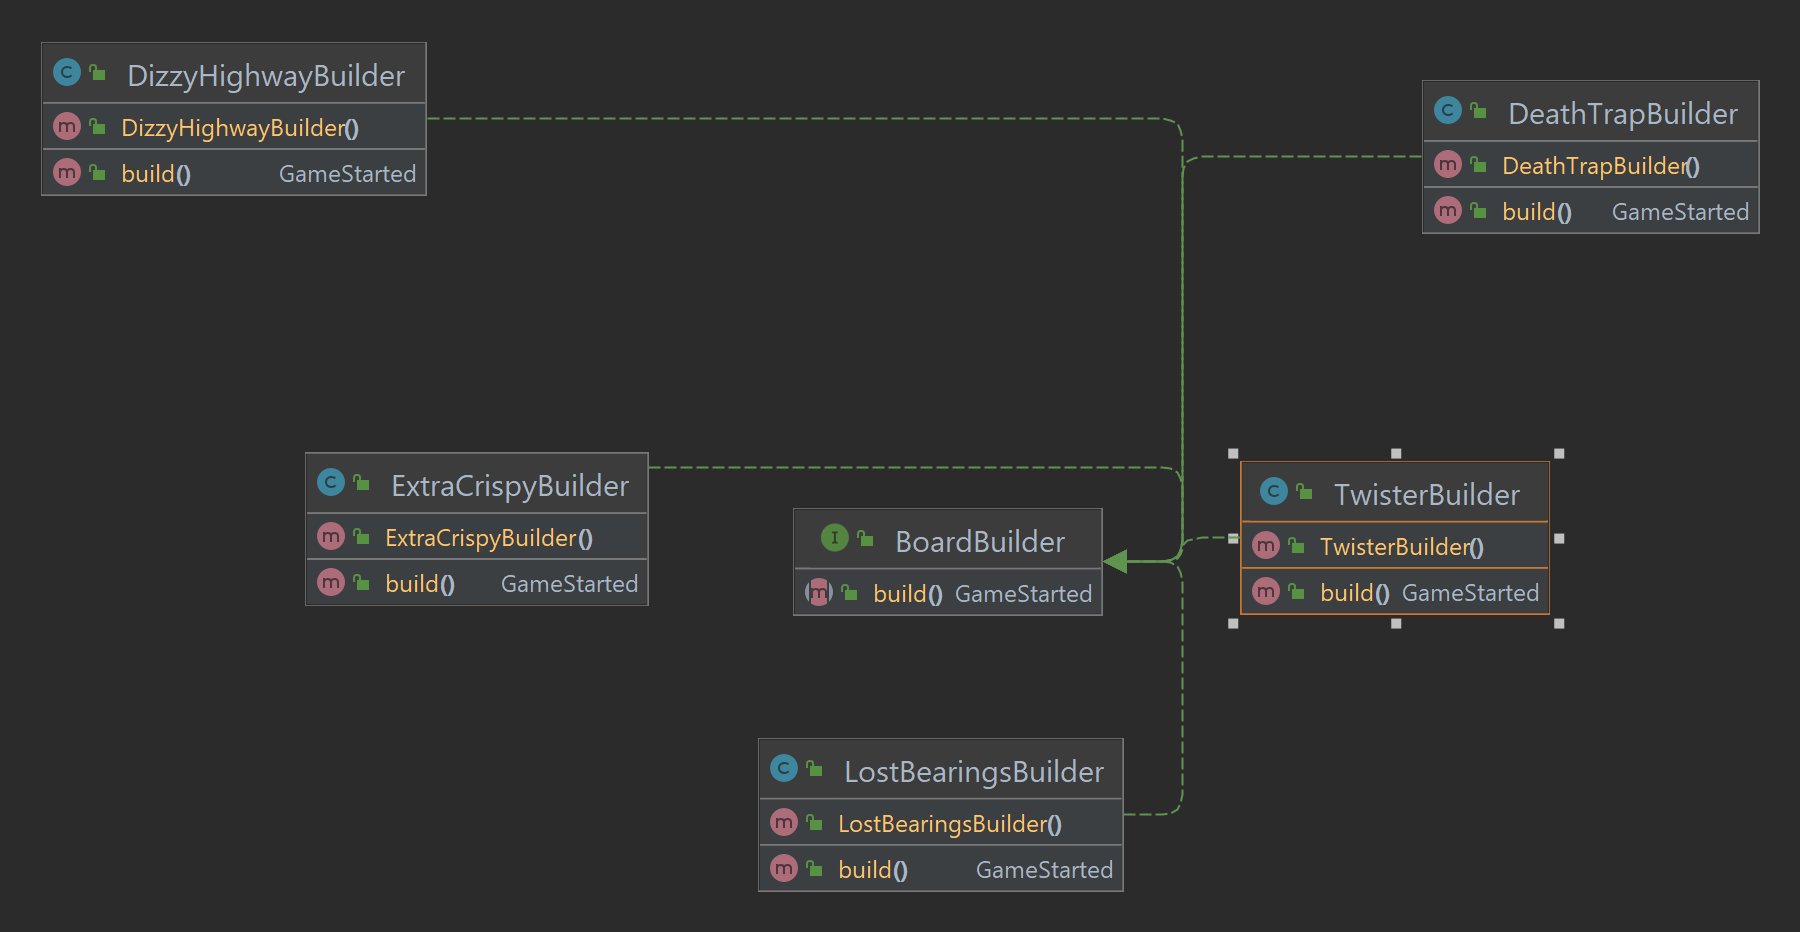 DizzyHighwayBuilder
DizzyHighwayBuilder()
build() GameStarted
DeathTrapBuilder
DeathTrapBuilder()
build() GameStarted
ExtraCrispyBuilder
ExtraCrispyBuilder()
build() GameStarted
BoardBuilder
build() GameStarted
TwisterBuilder
TwisterBuilder()
build() GameStarted
LostBearingsBuilder
LostBearingsBuilder()
build() GameStarted